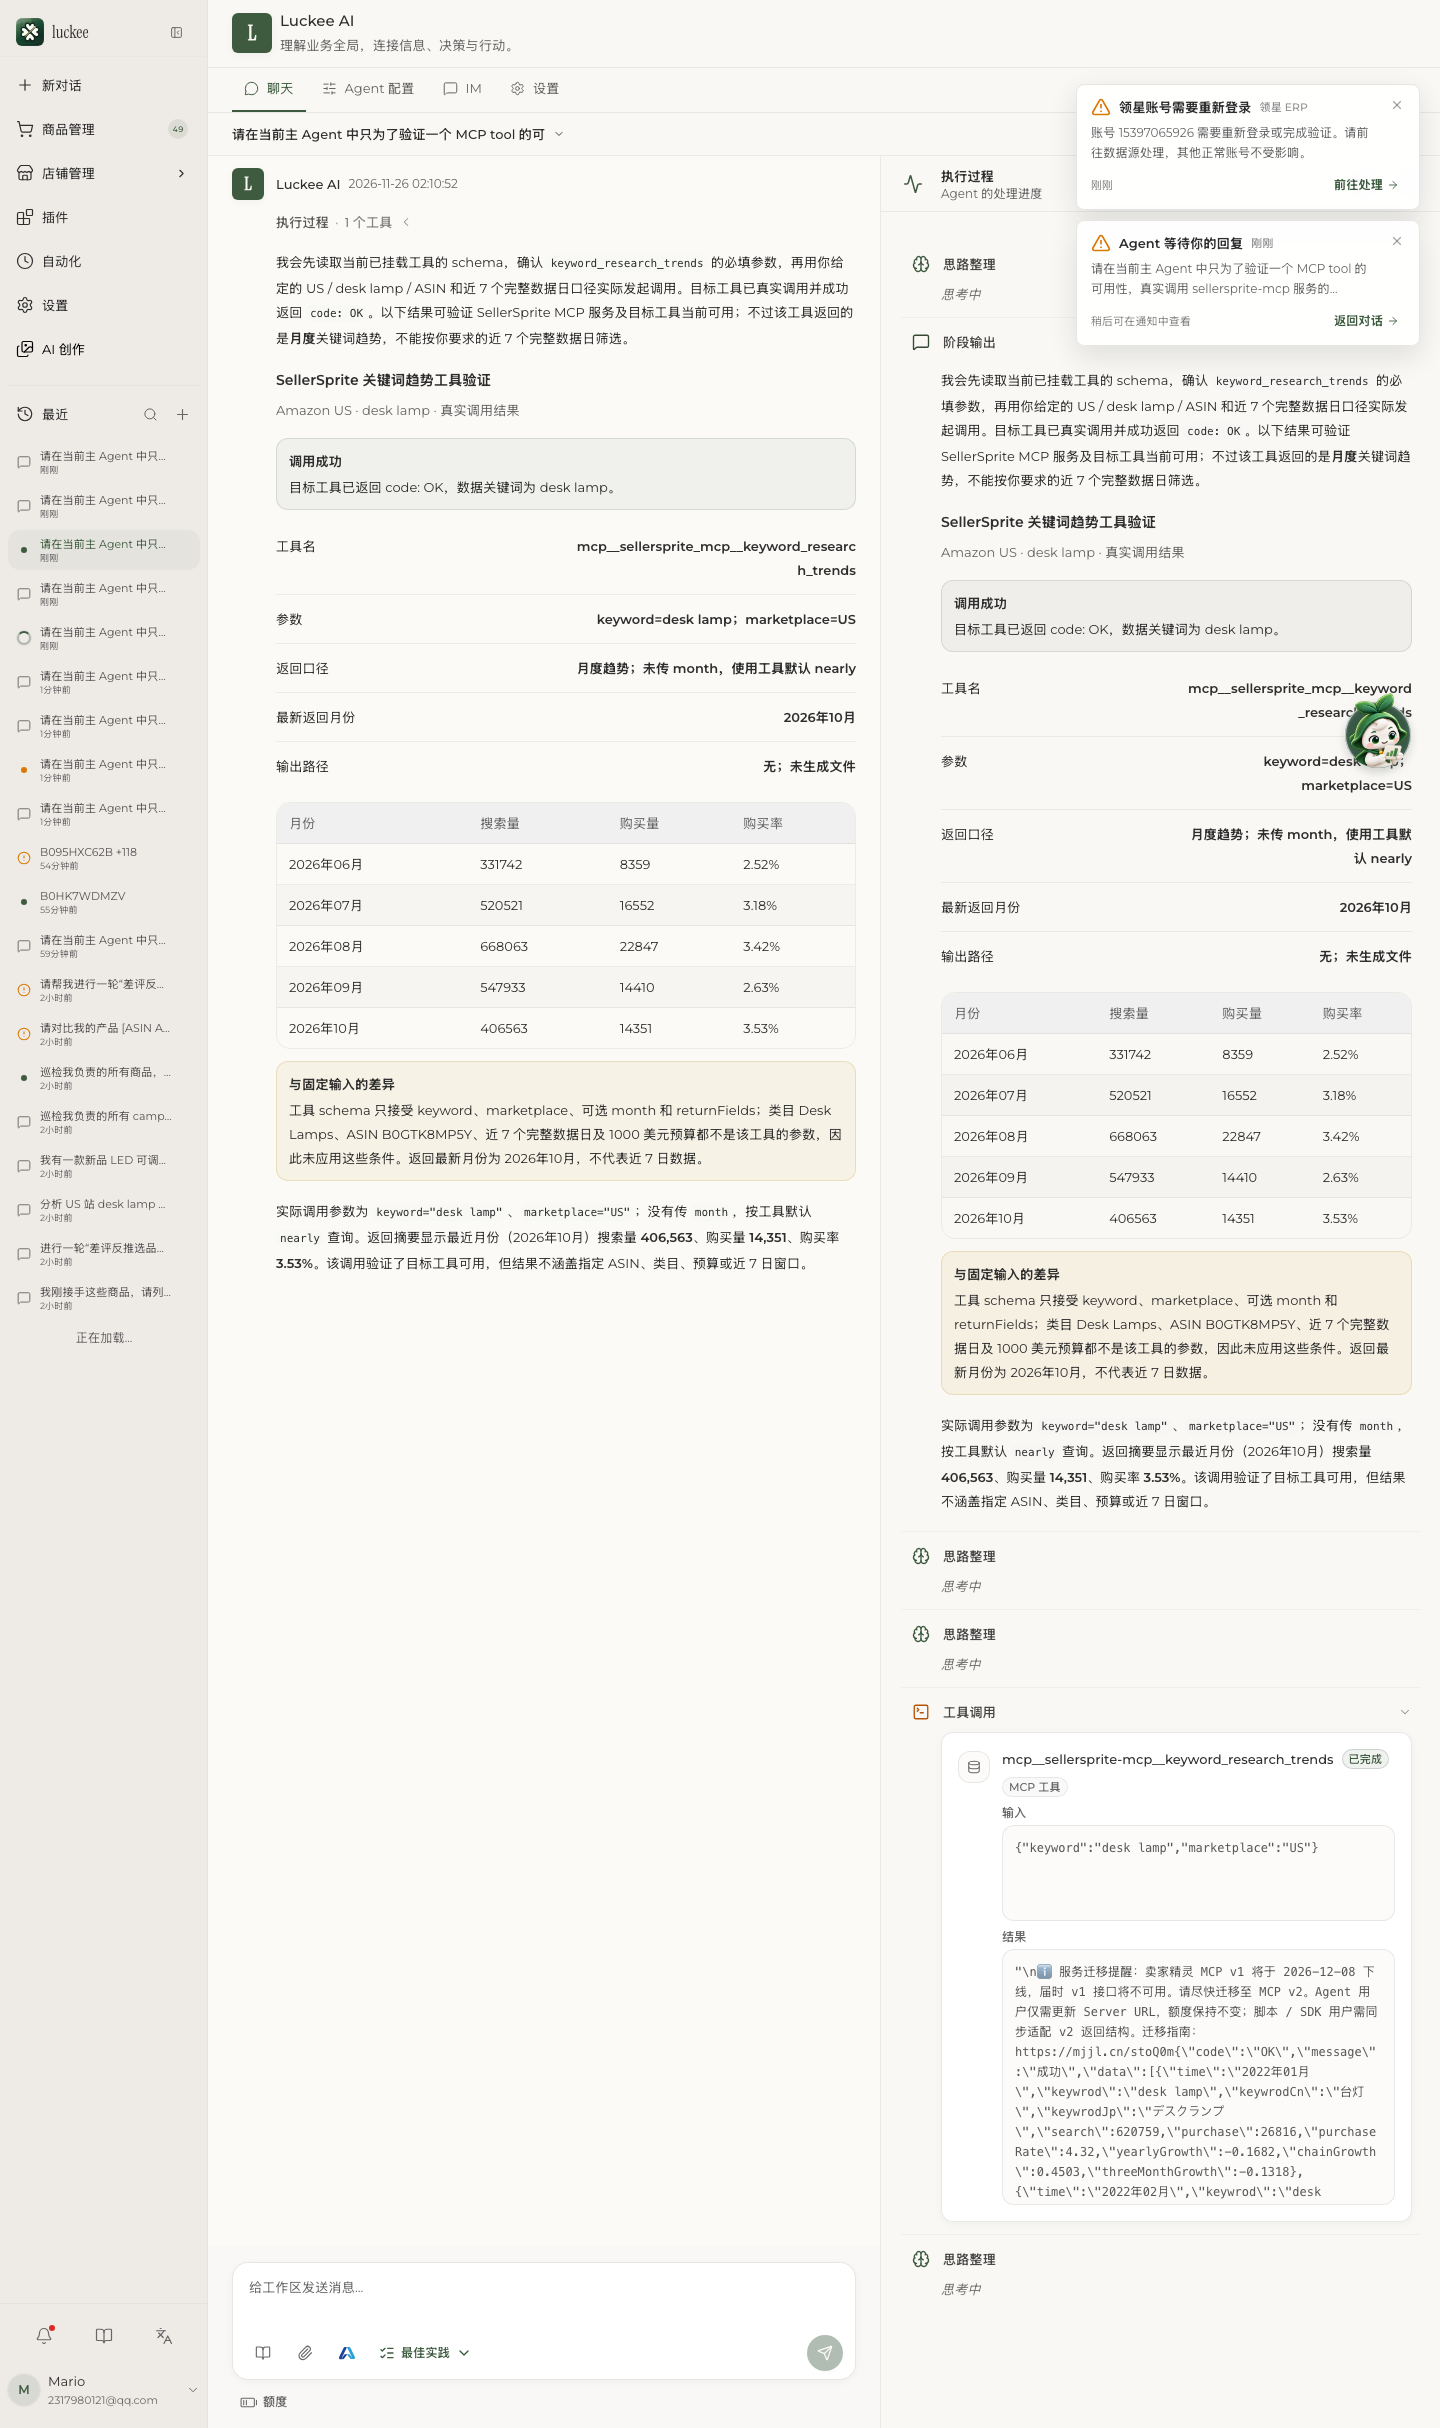 luckee
新对话
商品管理
49
店铺管理
插件
自动化
设置
AI 创作
最近
请在当前主 Agent 中只...
刚刚
请在当前主 Agent 中只...
刚刚
请在当前主 Agent 中只...
刚刚
请在当前主 Agent 中只...
刚刚
请在当前主 Agent 中只...
刚刚
请在当前主 Agent 中只...
1分钟前
请在当前主 Agent 中只...
1分钟前
请在当前主 Agent 中只...
1分钟前
请在当前主 Agent 中只...
1分钟前
B095HXC62B +118
54分钟前
B0HK7WDMZV
55分钟前
请在当前主 Agent 中只...
59分钟前
请帮我进行一轮“差评反...
2小时前
请对比我的产品 [ASIN A...
2小时前
巡检我负责的所有商品，...
2小时前
巡检我负责的所有 camp...
2小时前
我有一款新品 LED 可调...
2小时前
分析 US 站 desk lamp ...
2小时前
进行一轮“差评反推选品...
2小时前
我刚接手这些商品，请列...
2小时前
正在加载...
M
Mario
2317980121@qq.com
L
Luckee AI
理解业务全局，连接信息、决策与行动。
聊天
Agent 配置
IM
设置
请在当前主 Agent 中只为了验证一个 MCP tool 的可
L
Luckee AI 2026-11-26 02:10:52
执行过程 · 1 个工具
我会先读取当前已挂载工具的 schema，确认 keyword_research_trends 的必填参数，再用你给
定的 US / desk lamp / ASIN 和近 7 个完整数据日口径实际发起调用。目标工具已真实调用并成功
返回 code: OK 。以下结果可验证 SellerSprite MCP 服务及目标工具当前可用；不过该工具返回的
是月度关键词趋势，不能按你要求的近 7 个完整数据日筛选。
SellerSprite 关键词趋势工具验证
Amazon US · desk lamp · 真实调用结果
调用成功
目标工具已返回 code: OK，数据关键词为 desk lamp。
工具名
mcp__sellersprite_mcp__keyword_researc
h_trends
参数
keyword=desk lamp；marketplace=US
返回口径
月度趋势；未传 month，使用工具默认 nearly
最新返回月份
2026年10月
输出路径
无；未生成文件
月份 搜索量 购买量 购买率
2026年06月 331742 8359 2.52%
2026年07月 520521 16552 3.18%
2026年08月 668063 22847 3.42%
2026年09月 547933 14410 2.63%
2026年10月 406563 14351 3.53%
与固定输入的差异
工具 schema 只接受 keyword、marketplace、可选 month 和 returnFields；类目 Desk
Lamps、ASIN B0GTK8MP5Y、近 7 个完整数据日及 1000 美元预算都不是该工具的参数，因
此未应用这些条件。返回最新月份为 2026年10月，不代表近 7 日数据。
实际调用参数为 keyword="desk lamp" 、 marketplace="US" ；没有传 month ，按工具默认
nearly 查询。返回摘要显示最近月份（2026年10月）搜索量 406,563、购买量 14,351、购买率
3.53%。该调用验证了目标工具可用，但结果不涵盖指定 ASIN、类目、预算或近 7 日窗口。
给工作区发送消息...
最佳实践
额度
执行过程
Agent 的处理进度
领星账号需要重新登录 领星 ERP
账号 15397065926 需要重新登录或完成验证。请前
往数据源处理，其他正常账号不受影响。
刚刚
前往处理
Agent 等待你的回复 刚刚
请在当前主 Agent 中只为了验证一个 MCP tool 的
可用性，真实调用 sellersprite-mcp 服务的...
稍后可在通知中查看
返回对话
思路整理
思考中
阶段输出
我会先读取当前已挂载工具的 schema，确认 keyword_research_trends 的必
填参数，再用你给定的 US / desk lamp / ASIN 和近 7 个完整数据日口径实际发
起调用。目标工具已真实调用并成功返回 code: OK 。以下结果可验证
SellerSprite MCP 服务及目标工具当前可用；不过该工具返回的是月度关键词趋
势，不能按你要求的近 7 个完整数据日筛选。
SellerSprite 关键词趋势工具验证
Amazon US · desk lamp · 真实调用结果
调用成功
目标工具已返回 code: OK，数据关键词为 desk lamp。
工具名
mcp__sellersprite_mcp__keyword
参数
marketplace=US
返回口径
月度趋势；未传 month，使用工具默
认 nearly
最新返回月份
2026年10月
输出路径
无；未生成文件
月份 搜索量 购买量 购买率
2026年06月 331742 8359 2.52%
2026年07月 520521 16552 3.18%
2026年08月 668063 22847 3.42%
2026年09月 547933 14410 2.63%
2026年10月 406563 14351 3.53%
与固定输入的差异
工具 schema 只接受 keyword、marketplace、可选 month 和
returnFields；类目 Desk Lamps、ASIN B0GTK8MP5Y、近 7 个完整数
据日及 1000 美元预算都不是该工具的参数，因此未应用这些条件。返回最
新月份为 2026年10月，不代表近 7 日数据。
实际调用参数为 keyword="desk lamp" 、 marketplace="US" ；没有传 month ，
按工具默认 nearly 查询。返回摘要显示最近月份（2026年10月）搜索量
406,563、购买量 14,351、购买率 3.53%。该调用验证了目标工具可用，但结果
不涵盖指定 ASIN、类目、预算或近 7 日窗口。
思路整理
思考中
思路整理
思考中
工具调用
mcp__sellersprite-mcp__keyword_research_trends 已完成
MCP 工具
输入
{"keyword":"desk lamp","marketplace":"US"}
结果
"\nℹ️ 服务迁移提醒：卖家精灵 MCP v1 将于 2026-12-08 下
线，届时 v1 接口将不可用。请尽快迁移至 MCP v2。Agent 用
户仅需更新 Server URL，额度保持不变；脚本 / SDK 用户需同
步适配 v2 返回结构。迁移指南：
https://mjjl.cn/stoQ0m{\"code\":\"OK\",\"message\"
:\"成功\",\"data\":[{\"time\":\"2022年01月
\",\"keywrod\":\"desk lamp\",\"keywrodCn\":\"台灯
\",\"keywrodJp\":\"デスクランプ
\",\"search\":620759,\"purchase\":26816,\"purchase
Rate\":4.32,\"yearlyGrowth\":-0.1682,\"chainGrowth
\":0.4503,\"threeMonthGrowth\":-0.1318},
{\"time\":\"2022年02月\",\"keywrod\":\"desk
思路整理
思考中